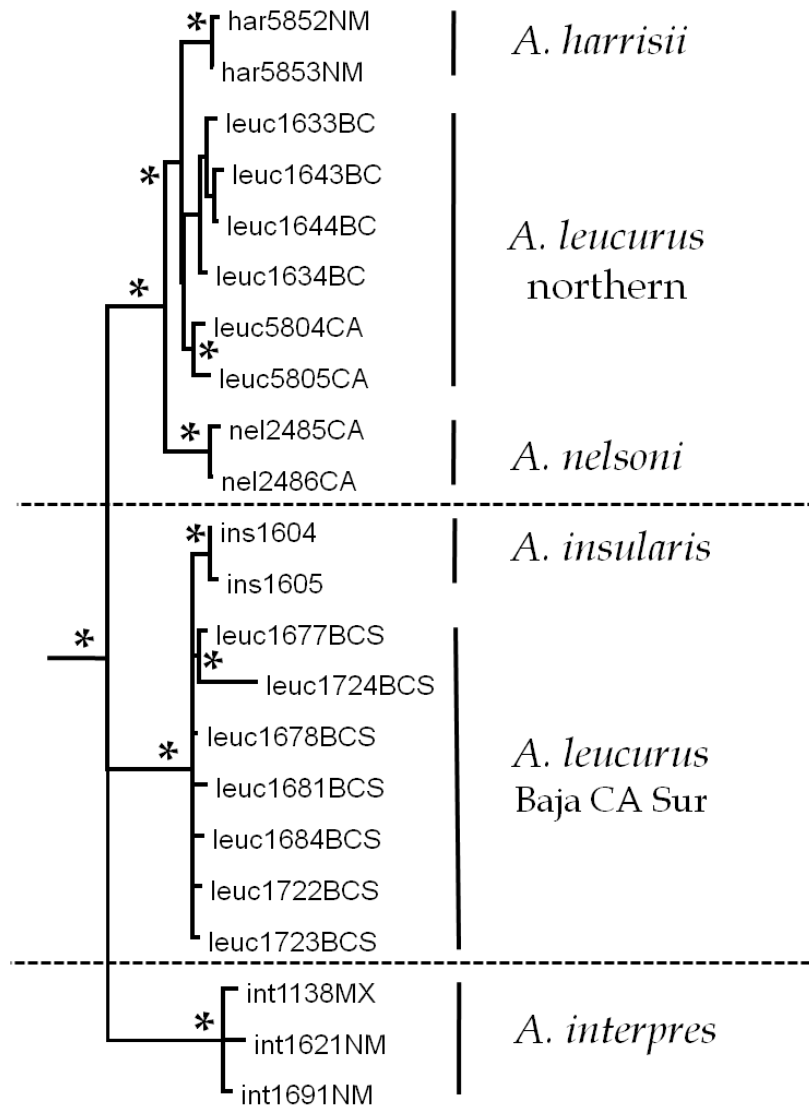 har5852NM
har5853NM
A. harrisii
leuc1633BC
leuc1643BC
leuc1644BC
leuc1634BC
leuc5804CA
leuc5805CA
A. leucurus
northern
nel2485CA
nel2486CA
A. nelsoni
ins1604
ins1605
A. insularis
leuc1677BCS
leuc1724BCS
leuc1678BCS
leuc1681BCS
leuc1684BCS
leuc1722BCS
leuc1723BCS
A. leucurus
Baja CA Sur
int1138MX
int1621NM
int1691NM
A. interpres